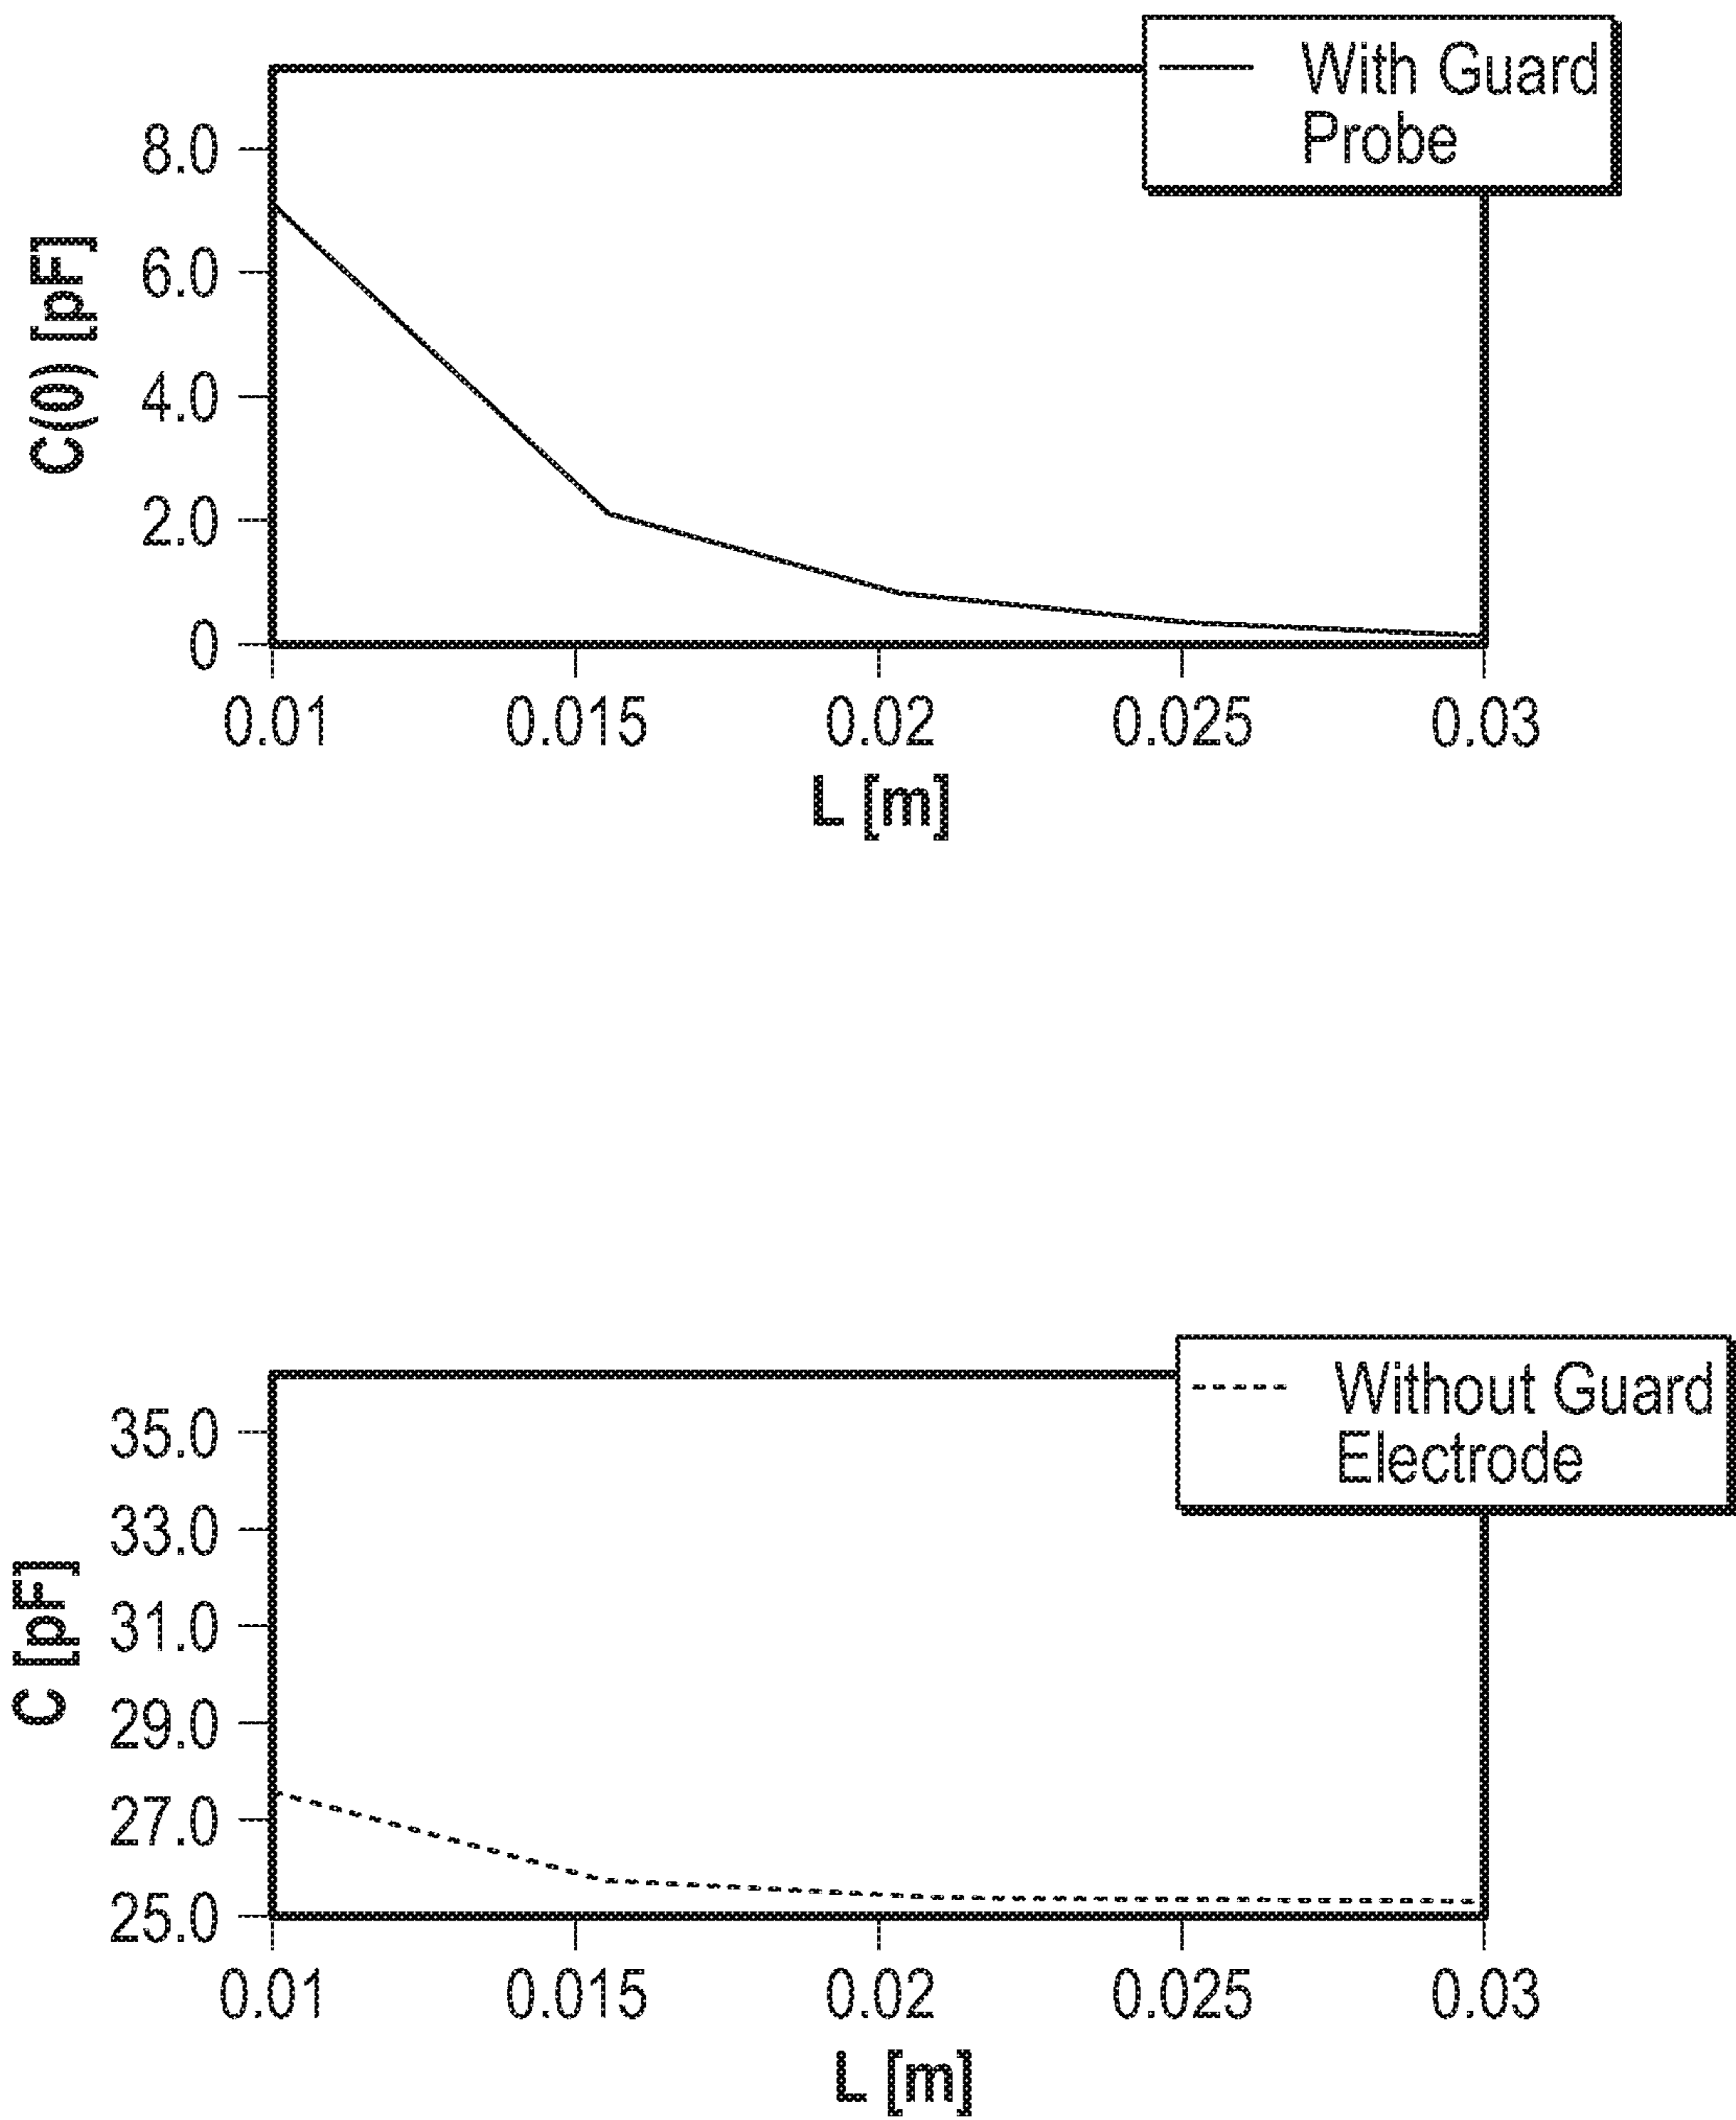 With Guard
Probe
C(0) [pF]
8.0
6.0
4.0
2.0
0
0.01 0.015 0.02 0.025 0.03
L [m]
Without Guard
Electrode
C [pF]
35.0
33.0
31.0
29.0
27.0
25.0
0.01 0.015 0.02 0.025 0.03
L [m]